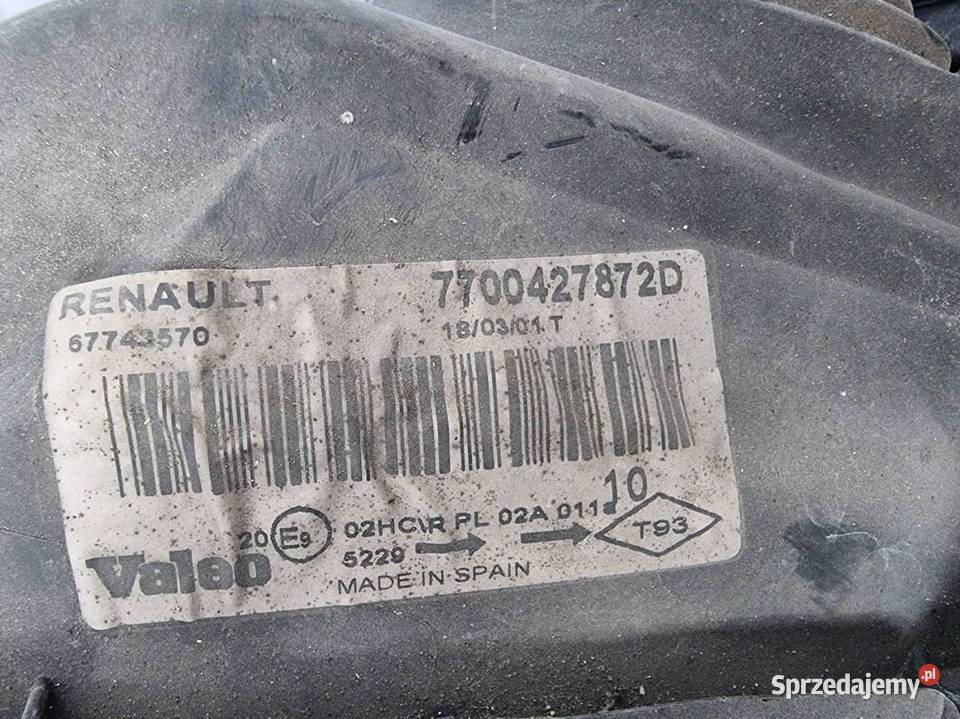 RENAULT 7700427872D
67743570 18/03/01 T
10
20 E9 02HC\R PL 02A 0112
5229 T93
Valeo MADE IN SPAIN
Sprzedajemy.pl